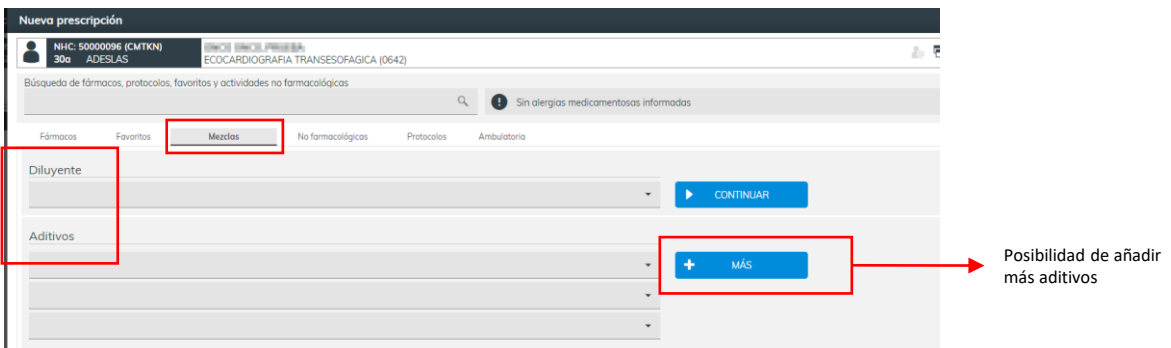 Nueva prescripción
NHC: 50000096 (CMTKN)
30a ADESLAS
ECOCARDIOGRAFIA TRANSESOFAGICA (0642)
Búsqueda de fármacos, protocolos, favoritos y actividades no farmacológicas
Sin alergias medicamentosas informadas
Fármacos Favoritos Mezclas No farmacológicas Protocolos Ambulatoria
Diluyente
CONTINUAR
Aditivos
MÁS
Posibilidad de añadir
más aditivos